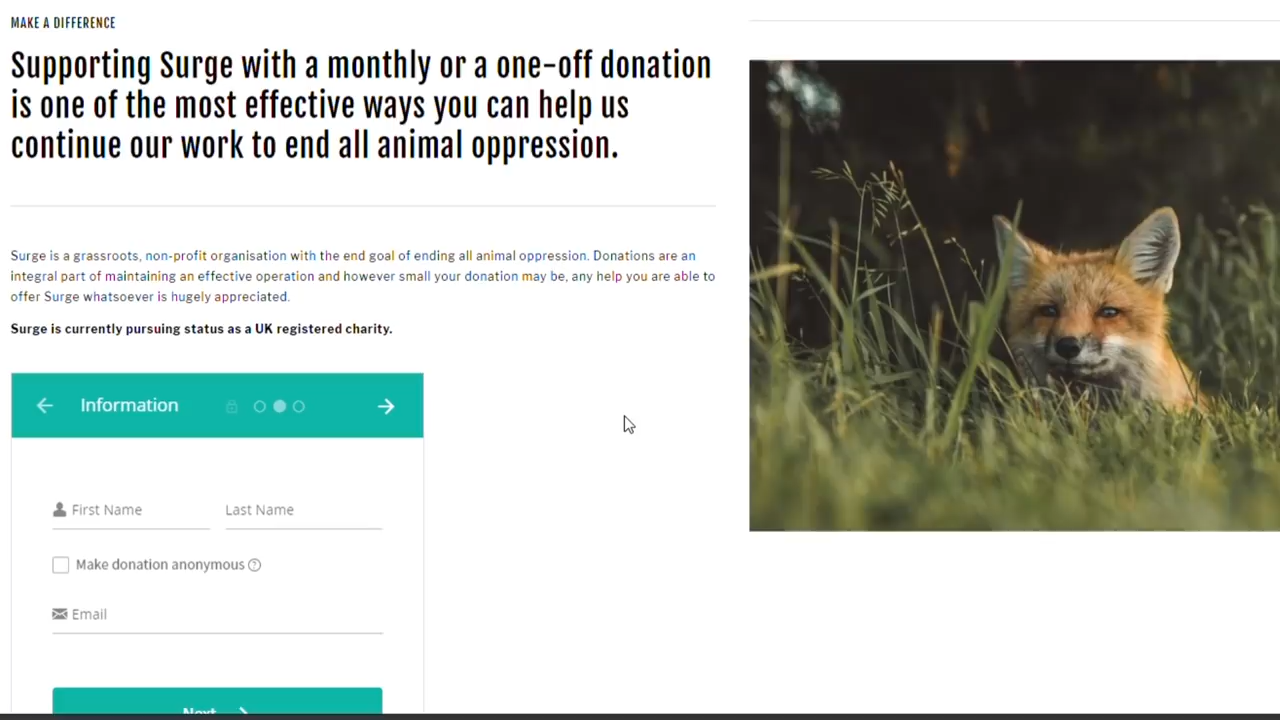 MAKE A DIFFERENCE
Supporting Surge with a monthly or a one-off donation
is one of the most effective ways you can help us
continue our work to end all animal oppression.
Surge is a grassroots, non-profit organisation with the end goal of ending all animal oppression. Donations are an
integral part of maintaining an effective operation and however small your donation may be, any help you are able to
offer Surge whatsoever is hugely appreciated.
Surge is currently pursuing status as a UK registered charity.
Information
First Name Last Name
Make donation anonymous ?
Email
Next